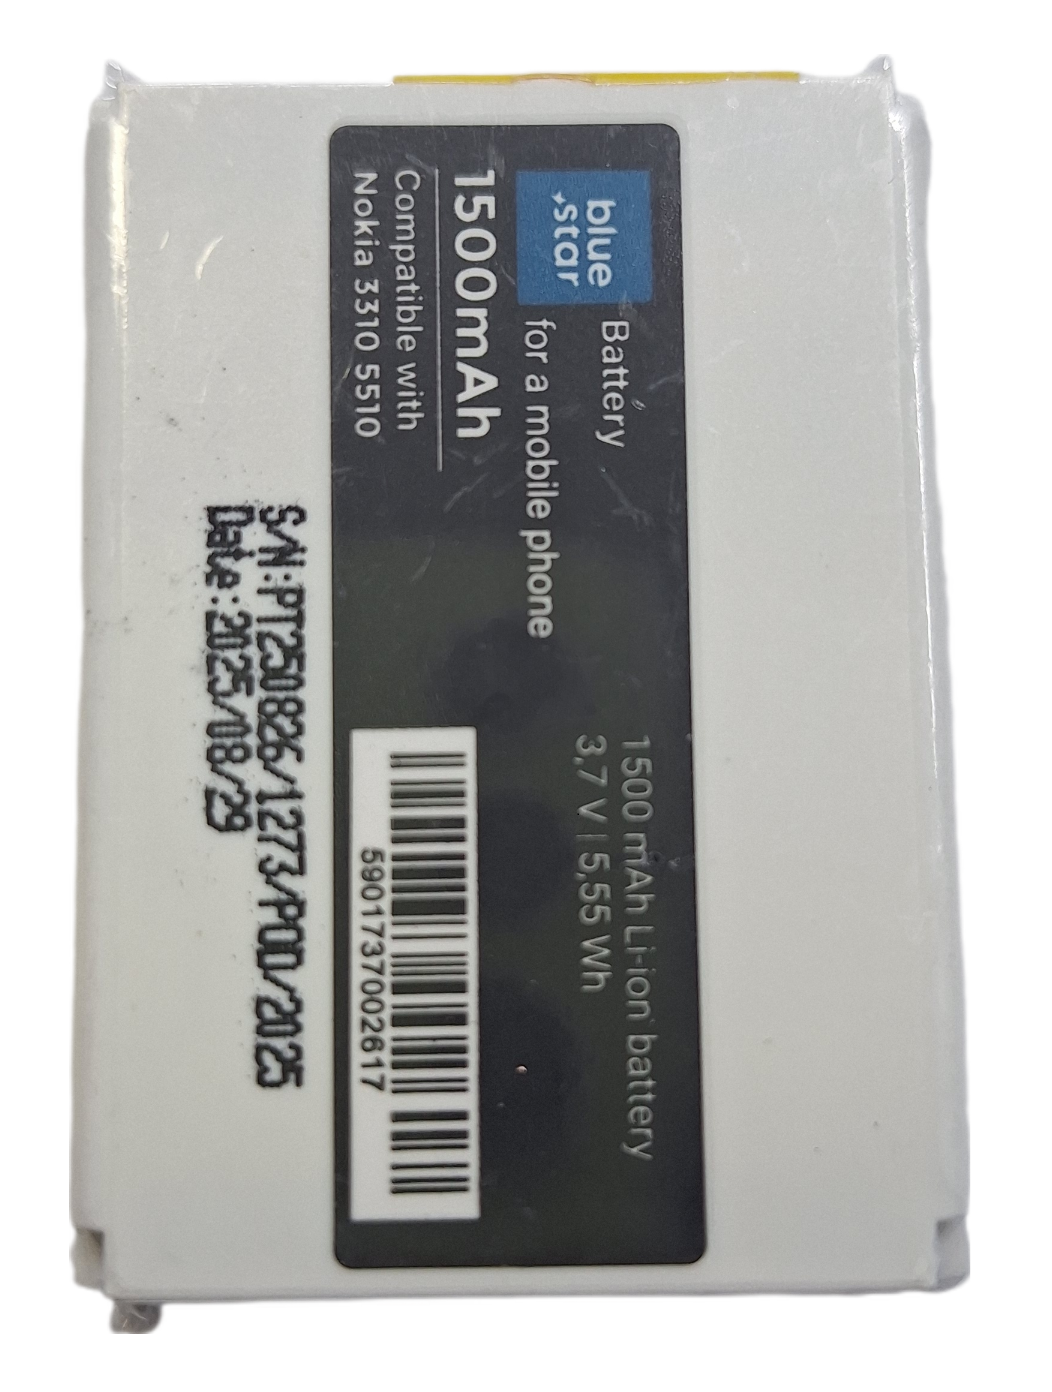 blue
star
Battery
for a mobile phone
1500mAh
Compatible with
Nokia 3310 5510
1500 mAh Li-ion battery
3,7 V | 5,55 Wh
5901737002617
S/N:PT250826/1273/POD/2025
Date:2025/08/29